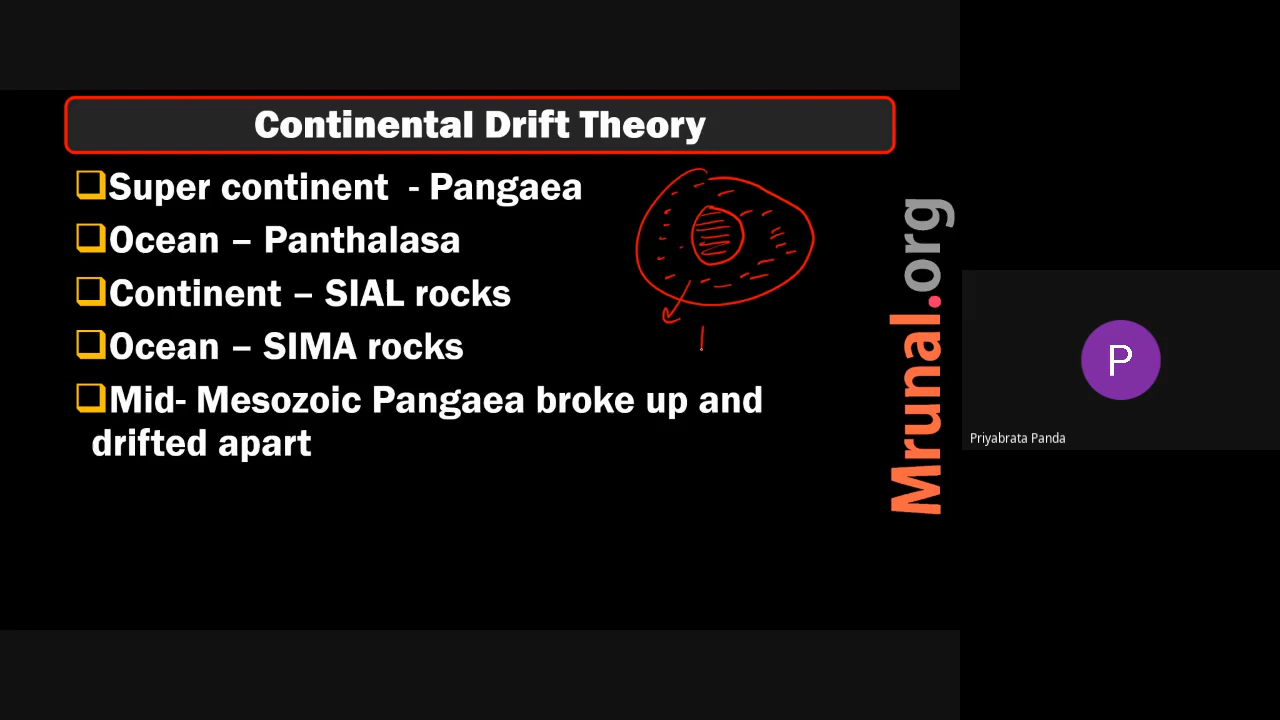 Continental Drift Theory
❑Super continent - Pangaea
❑Ocean – Panthalasa
❑Continent – SIAL rocks
❑Ocean – SIMA rocks
❑Mid- Mesozoic Pangaea broke up and
drifted apart
Mrunal.org
P
Priyabrata Panda